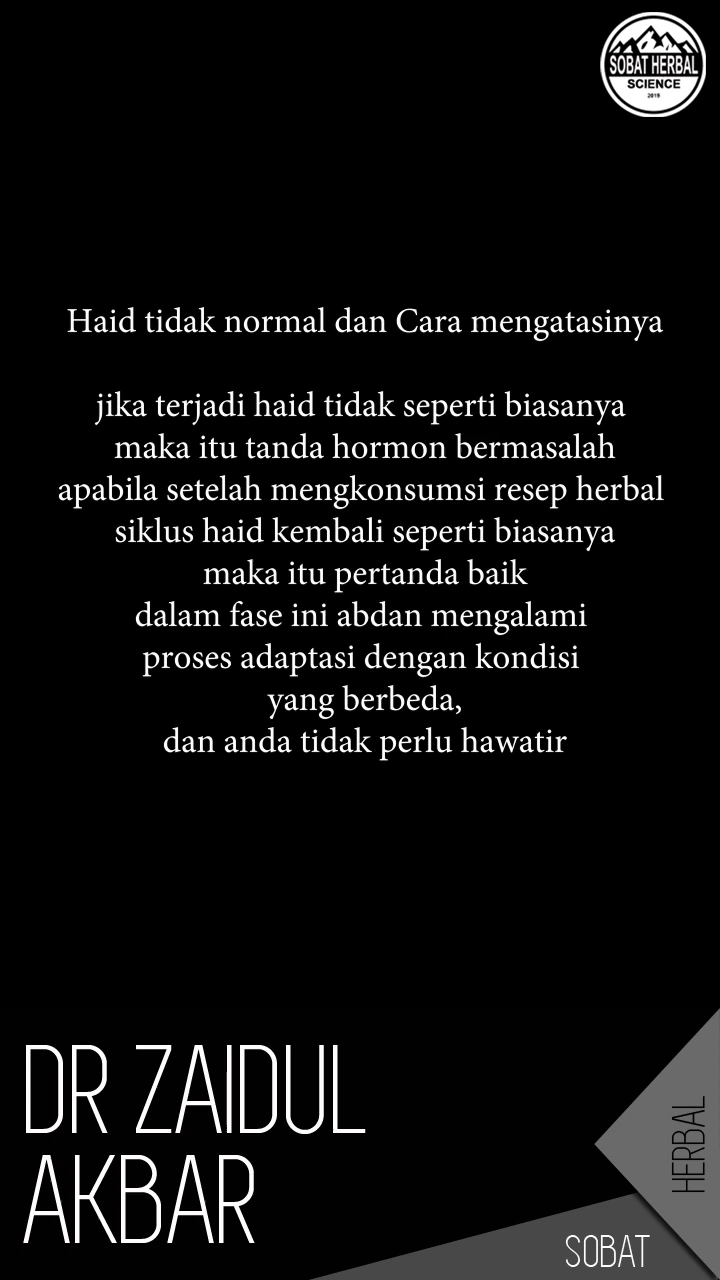 SOBAT HERBAL
SCIENCE
2019
Haid tidak normal dan Cara mengatasinya
jika terjadi haid tidak seperti biasanya
maka itu tanda hormon bermasalah
apabila setelah mengkonsumsi resep herbal
siklus haid kembali seperti biasanya
maka itu pertanda baik
dalam fase ini abdan mengalami
proses adaptasi dengan kondisi
yang berbeda,
dan anda tidak perlu hawatir
DR ZAIDUL
AKBAR
HERBAL
SOBAT